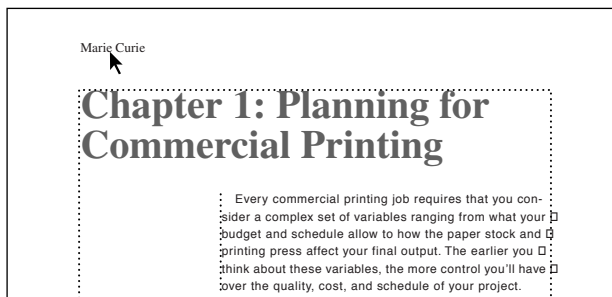 Marie Curie
Chapter 1: Planning for
Commercial Printing
Every commercial printing job requires that you con-
sider a complex set of variables ranging from what your
budget and schedule allow to how the paper stock and
printing press affect your final output. The earlier you
think about these variables, the more control you'll have
over the quality, cost, and schedule of your project.